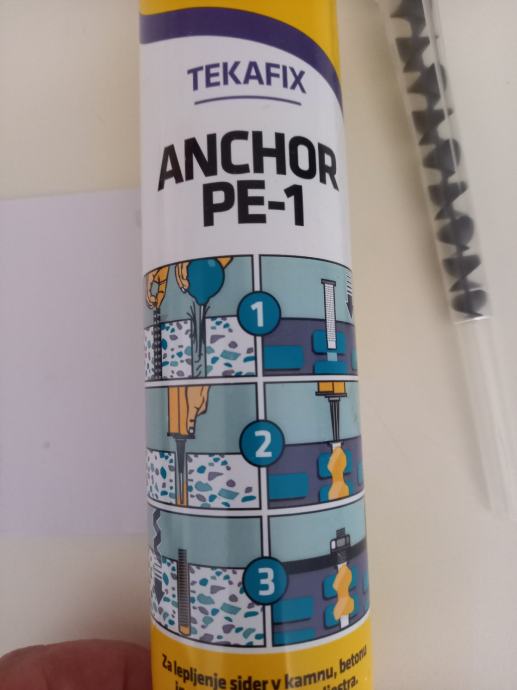 TEKAFIX
ANCHOR
PE-1
1
2
3
Za lepljenje sider v kamnu, betonu